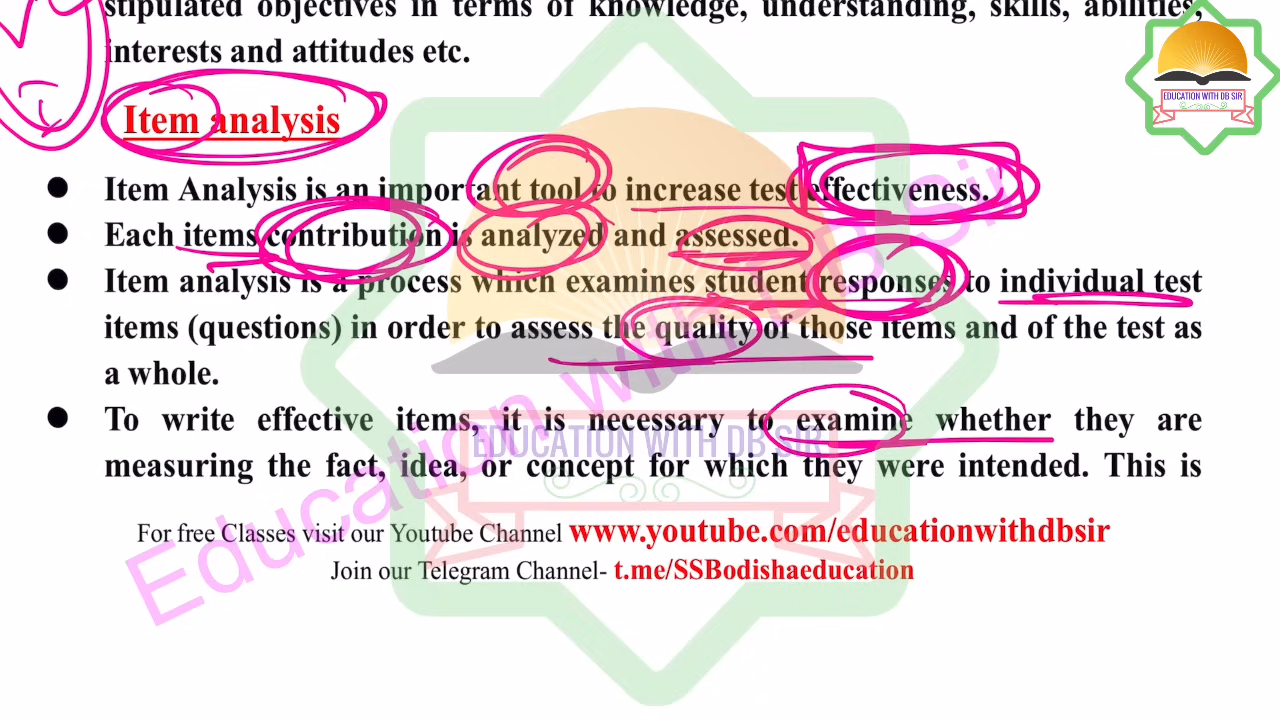 stipulated objectives in terms of knowledge, understanding, skills, abilities,
interests and attitudes etc.
EDUCATION WITH DB SIR
Item analysis
● Item Analysis is an important tool to increase test effectiveness.
● Each items contribution is analyzed and assessed.
● Item analysis is a process which examines student responses to individual test
items (questions) in order to assess the quality of those items and of the test as
a whole.
● To write effective items, it is necessary to examine whether they are
measuring the fact, idea, or concept for which they were intended. This is
EDUCATION WITH DB SIR
Education with DB Sir
For free Classes visit our Youtube Channel www.youtube.com/educationwithdbsir
Join our Telegram Channel- t.me/SSBodishaeducation